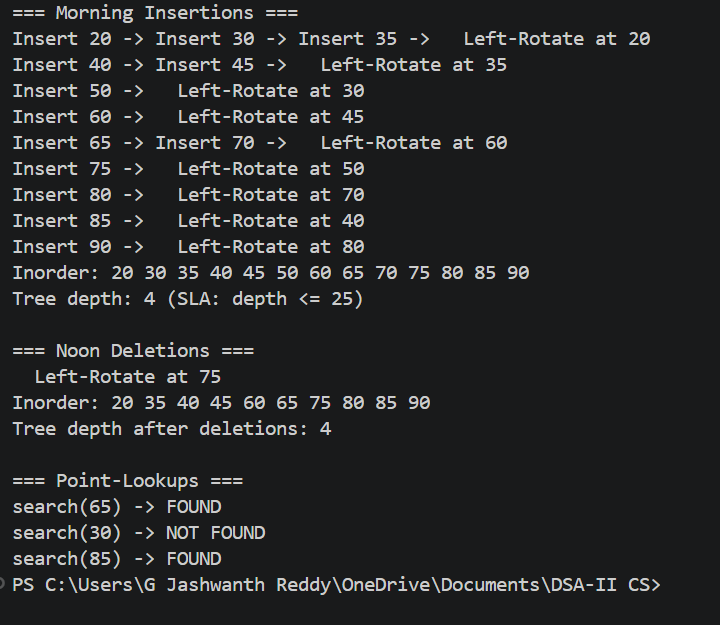 === Morning Insertions ===
Insert 20 -> Insert 30 -> Insert 35 ->   Left-Rotate at 20
Insert 40 -> Insert 45 ->   Left-Rotate at 35
Insert 50 ->   Left-Rotate at 30
Insert 60 ->   Left-Rotate at 45
Insert 65 -> Insert 70 ->   Left-Rotate at 60
Insert 75 ->   Left-Rotate at 50
Insert 80 ->   Left-Rotate at 70
Insert 85 ->   Left-Rotate at 40
Insert 90 ->   Left-Rotate at 80
Inorder: 20 30 35 40 45 50 60 65 70 75 80 85 90
Tree depth: 4 (SLA: depth <= 25)

=== Noon Deletions ===
  Left-Rotate at 75
Inorder: 20 35 40 45 60 65 75 80 85 90
Tree depth after deletions: 4

=== Point-Lookups ===
search(65) -> FOUND
search(30) -> NOT FOUND
search(85) -> FOUND
PS C:\Users\G Jashwanth Reddy\OneDrive\Documents\DSA-II CS>